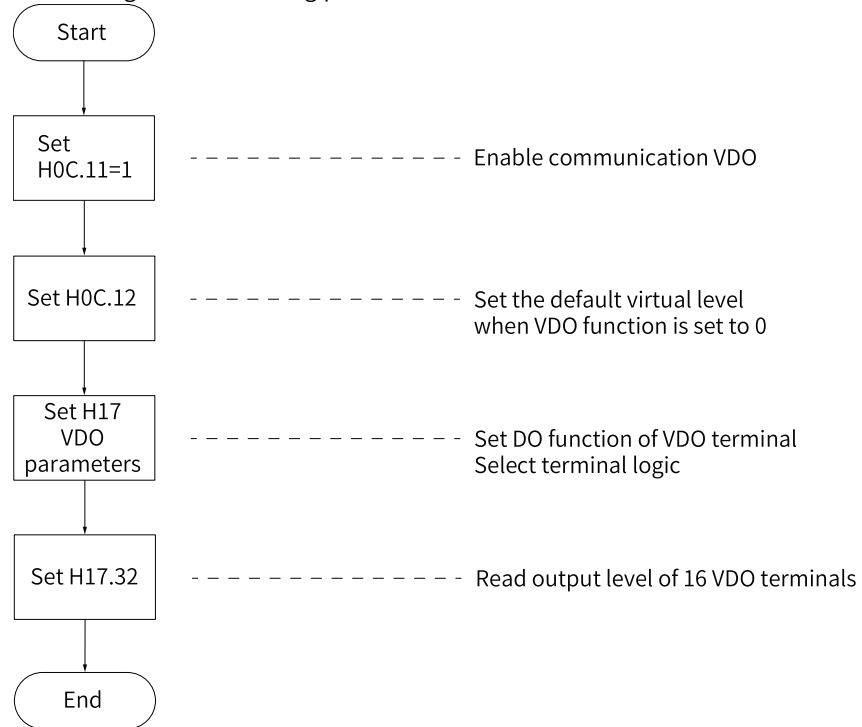 Start
Set
H0C.11=1
Enable communication VDO
Set H0C.12
Set the default virtual level
when VDO function is set to 0
Set H17
VDO
parameters
Set DO function of VDO terminal
Select terminal logic
Set H17.32
Read output level of 16 VDO terminals
End